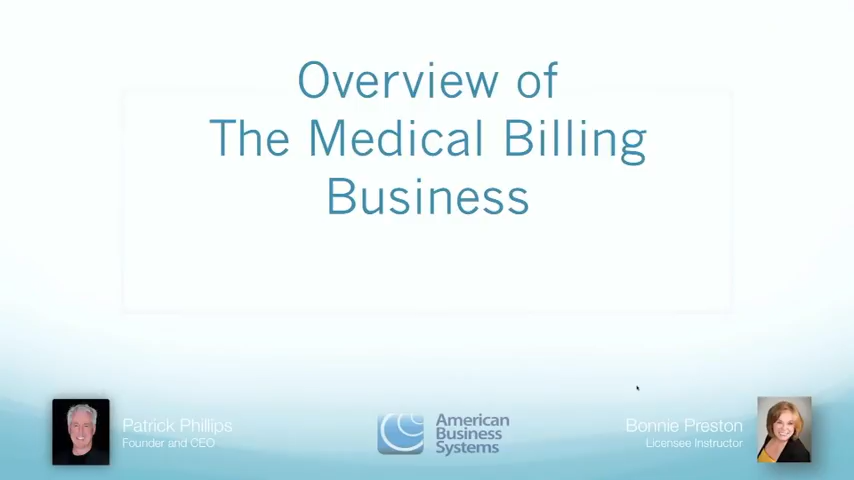 Overview of
The Medical Billing
Business
Patrick Phillips
Founder and CEO
American
Business
Systems
Bonnie Preston
Licensee Instructor